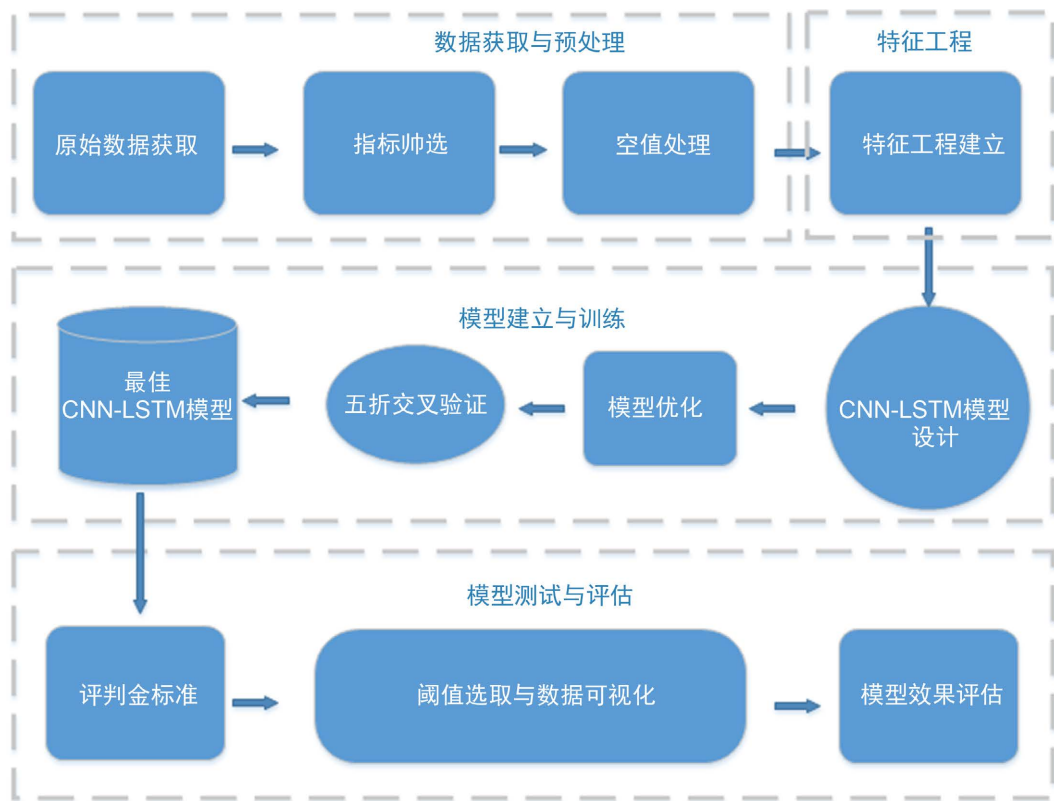 数据获取与预处理
特征工程
原始数据获取
指标帅选
空值处理
特征工程建立
模型建立与训练
最佳
CNN-LSTM模型
五折交叉验证
模型优化
CNN-LSTM模型
设计
模型测试与评估
评判金标准
阈值选取与数据可视化
模型效果评估